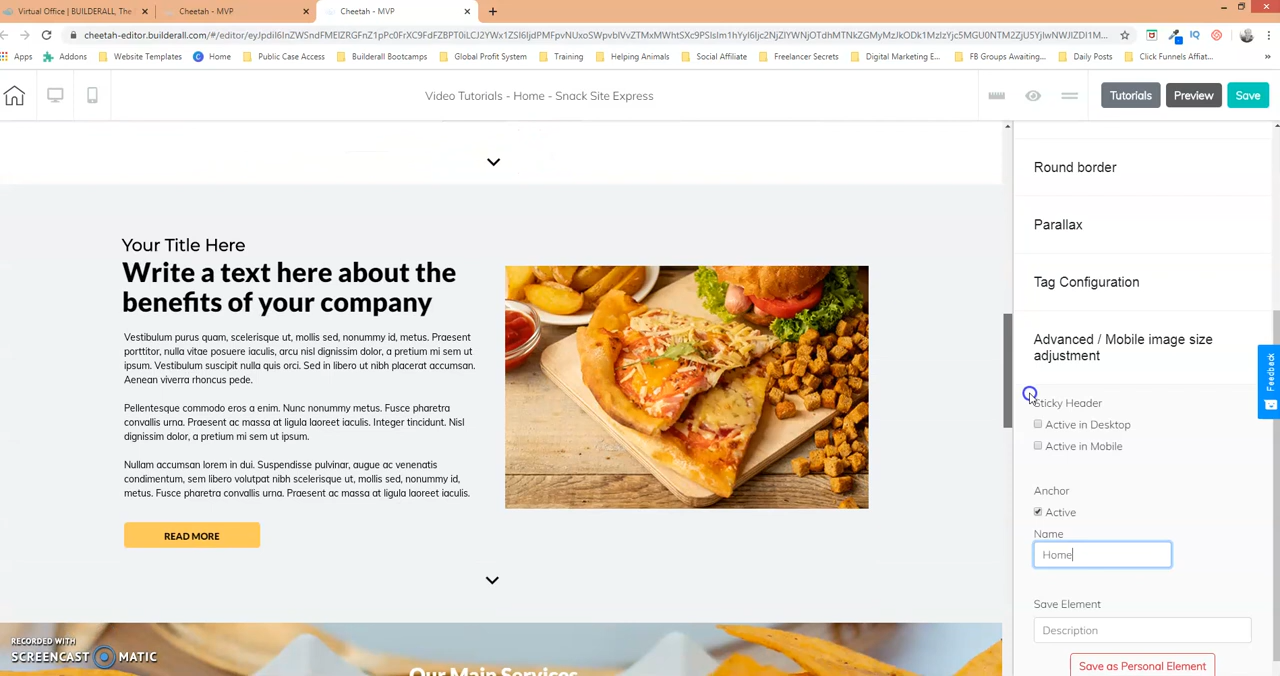 Virtual Office | BUILDERALL, The
Cheetah - MVP
Cheetah - MVP
Apps
Addons
Website Templates
Home
Public Case Access
Builderall Bootcamps
Global Profit System
Training
Helping Animals
Social Affiliate
Freelancer Secrets
Digital Marketing E...
FB Groups Awaiting...
Daily Posts
Click Funnels Affiat...
»
Video Tutorials - Home - Snack Site Express
Tutorials
Preview
Save
Your Title Here
Write a text here about the
benefits of your company
Vestibulum purus quam, scelerisque ut, mollis sed, nonummy id, metus. Praesent
porttitor, nulla vitae posuere iaculis, arcu nisl dignissim dolor, a pretium mi sem ut
ipsum. Vestibulum suscipit nulla quis orci. Sed in libero ut nibh placerat accumsan.
Aenean viverra rhoncus pede.
Pellentesque commodo eros a enim. Nunc nonummy metus. Fusce pharetra
convallis urna. Praesent ac massa at ligula laoreet iaculis. Integer tincidunt. Nisl
dignissim dolor, a pretium mi sem ut ipsum.
Nullam accumsan lorem in dui. Suspendisse pulvinar, augue ac venenatis
condimentum, sem libero volutpat nibh scelerisque ut, mollis sed, nonummy id,
metus. Fusce pharetra convallis urna. Praesent ac massa at ligula laoreet iaculis.
READ MORE
Our Main Services
RECORDED WITH
SCREENCAST MATIC
Round border
Parallax
Tag Configuration
Advanced / Mobile image size
adjustment
Sticky Header
Active in Desktop
Active in Mobile
Anchor
Active
Name
Home
Save Element
Description
Save as Personal Element
Feedback